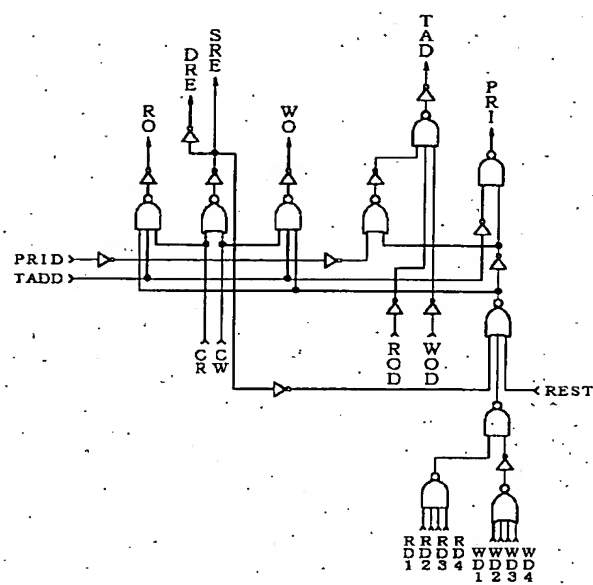 TAD
SRE
DRE
PRI
RO
WO
PRID
TADD
CR
CW
ROD
WOD
REST
RD1
RD2
RD3
RD4
WD1
WD2
WD3
WD4